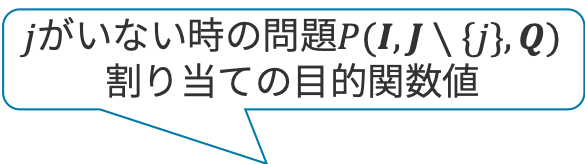 jがいない時の問題P(I, J \ {j}, Q)
割り当ての目的関数値